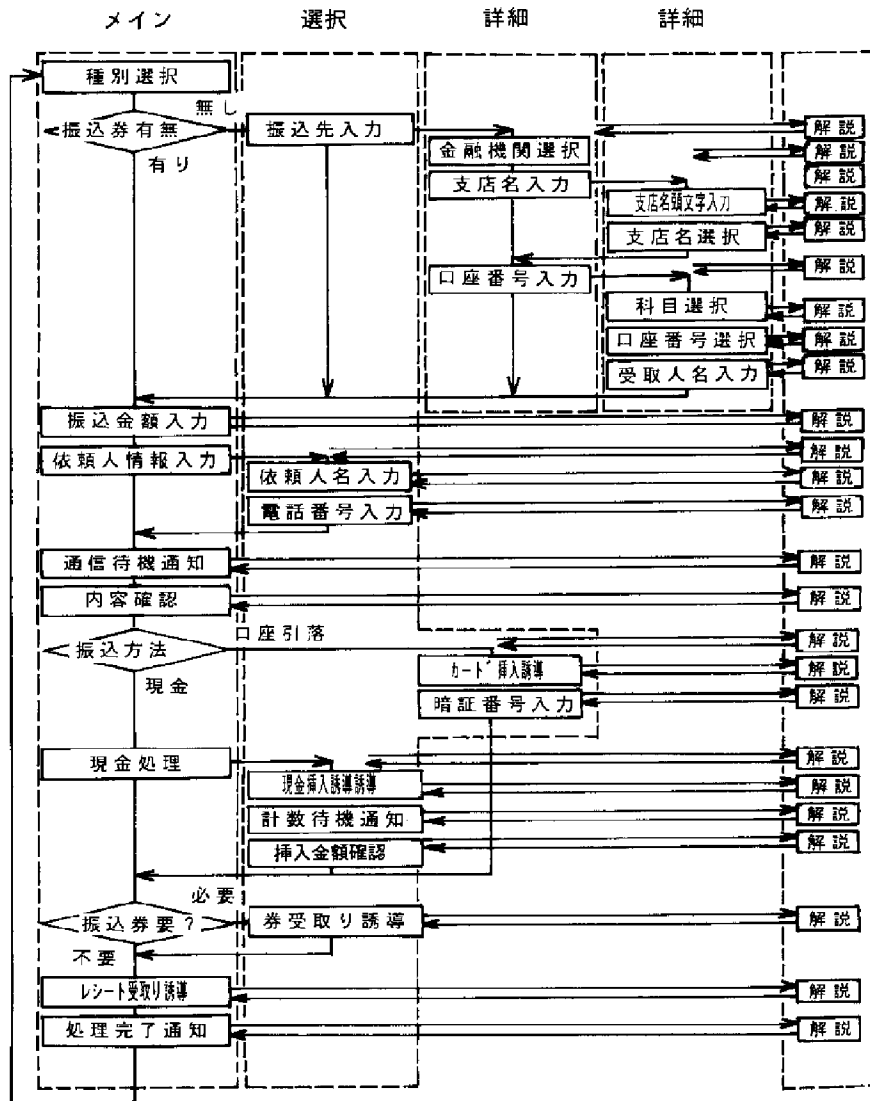 メイン 選択 詳細 詳細
種別選択
無し
振込券有無 振込先入力 解説
金融機関選択 解説
有り
支店名入力 解説
支店名頭文字入力 解説
支店名選択 解説
口座番号入力 解説
科目選択 解説
口座番号選択 解説
受取人名入力 解説
振込金額入力 解説
依頼人情報入力 解説
依頼人名入力 解説
電話番号入力 解説
通信待機通知 解説
内容確認 解説
口座引落
振込方法 解説
カード挿入誘導 解説
現金
暗証番号入力 解説
現金処理 解説
現金挿入誘導誘導 解説
計数待機通知 解説
挿入金額確認 解説
必要
振込券要? 券受取り誘導 解説
不要
レシート受取り誘導 解説
処理完了通知 解説